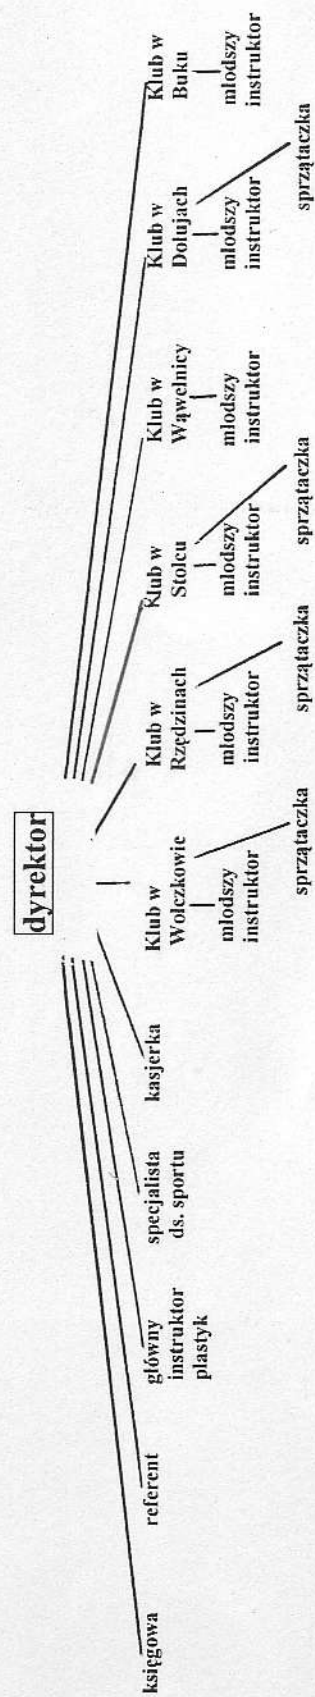 dyrektor
księgowa
referent
główny
instruktor
plastyk
specjalista
ds. sportu
kasjerka
Klub w
Wołczkowie
młodszy
instruktor
sprzątaczka
Klub w
Rzędzinach
młodszy
instruktor
sprzątaczka
Klub w
Stolcu
młodszy
instruktor
sprzątaczka
Klub w
Wąwelnicy
młodszy
instruktor
Klub w
Dołujach
młodszy
instruktor
sprzątaczka
Klub w
Buku
młodszy
instruktor